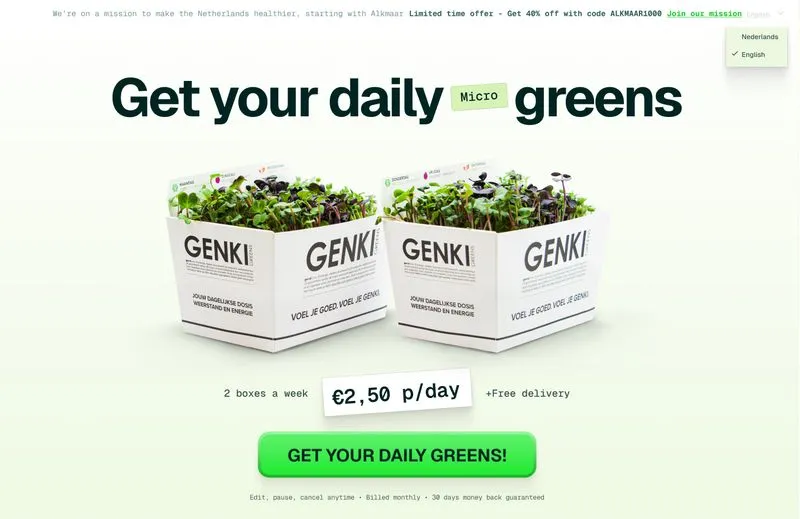 We're on a mission to make the Netherlands healthier, starting with Alkmaar Limited time offer - Get 40% off with code ALKMAAR1000 Join our mission English
Nederlands
English
Get your daily Micro greens
GENKI GENKI GENKI GENKI
JOUW DAGELIJKSE DOSIS
WEERSTAND EN ENERGIE
VOEL JE GOED. VOEL JE GENKI.
JOUW DAGELIJKSE DOSIS
WEERSTAND EN ENERGIE
VOEL JE GOED. VOEL JE GENKI.
2 boxes a week €2,50 p/day +Free delivery
GET YOUR DAILY GREENS!
Edit, pause, cancel anytime • Billed monthly • 30 days money back guaranteed